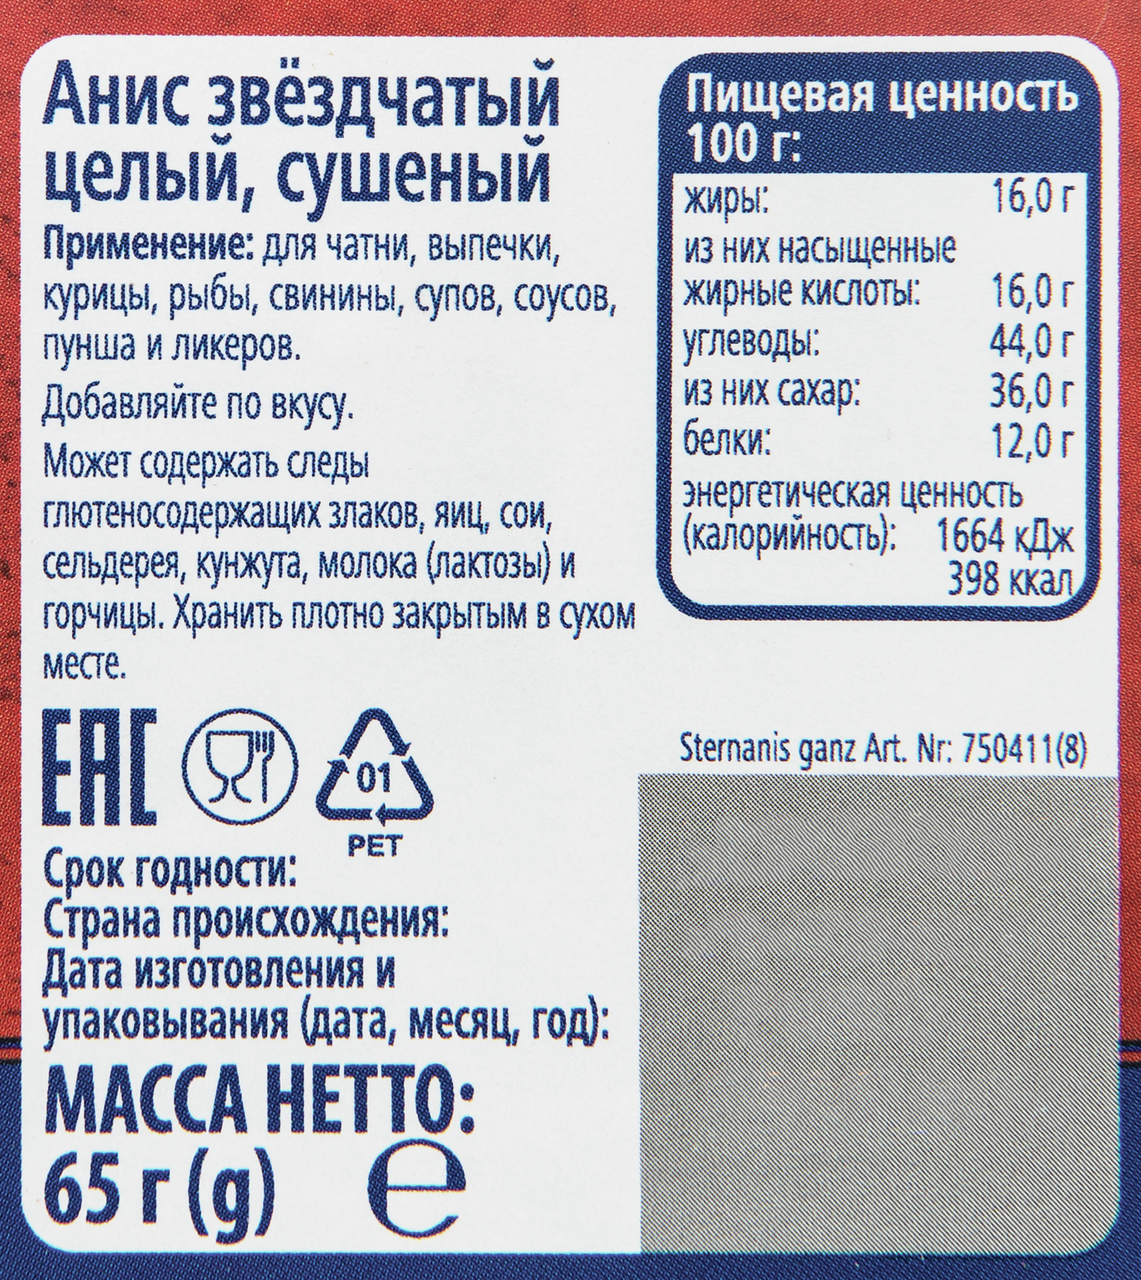 Анис звёздчатый
целый, сушеный
Применение: для чатни, выпечки,
курицы, рыбы, свинины, супов, соусов,
пунша и ликеров.
Добавляйте по вкусу.
Может содержать следы
глютеносодержащих злаков, яиц, сои,
сельдерея, кунжута, молока (лактозы) и
горчицы. Хранить плотно закрытым в сухом
месте.
Пищевая ценность
100 г:
жиры: 16,0 г
из них насыщенные
жирные кислоты: 16,0 г
углеводы: 44,0 г
из них сахар: 36,0 г
белки: 12,0 г
энергетическая ценность
(калорийность): 1664 кДж
398 ккал
Sternanis ganz Art. Nr: 750411(8)
EAC
01
PET
Срок годности:
Страна происхождения:
Дата изготовления и
упаковывания (дата, месяц, год):
МАССА НЕТТО:
65 г (g) e